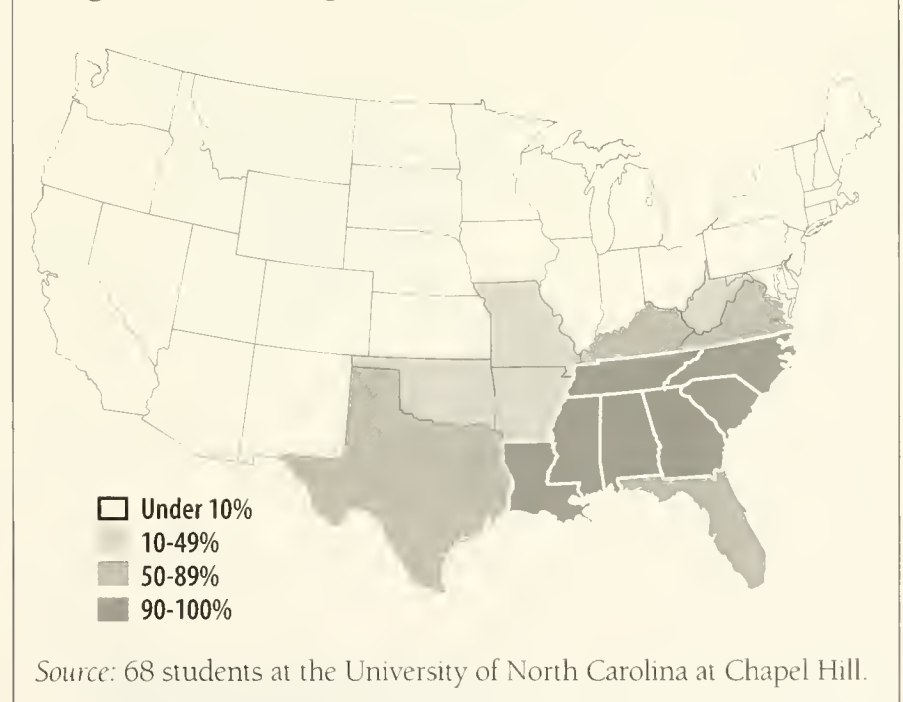 Under 10%
10-49%
50-89%
90-100%
Source: 68 students at the University of North Carolina at Chapel Hill.